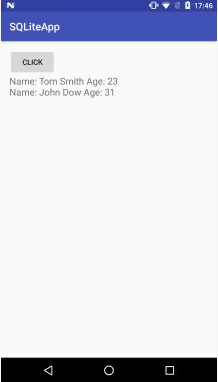 17:46
SQLiteApp
CLICK
Name: Tom Smith Age: 23
Name: John Dow Age: 31